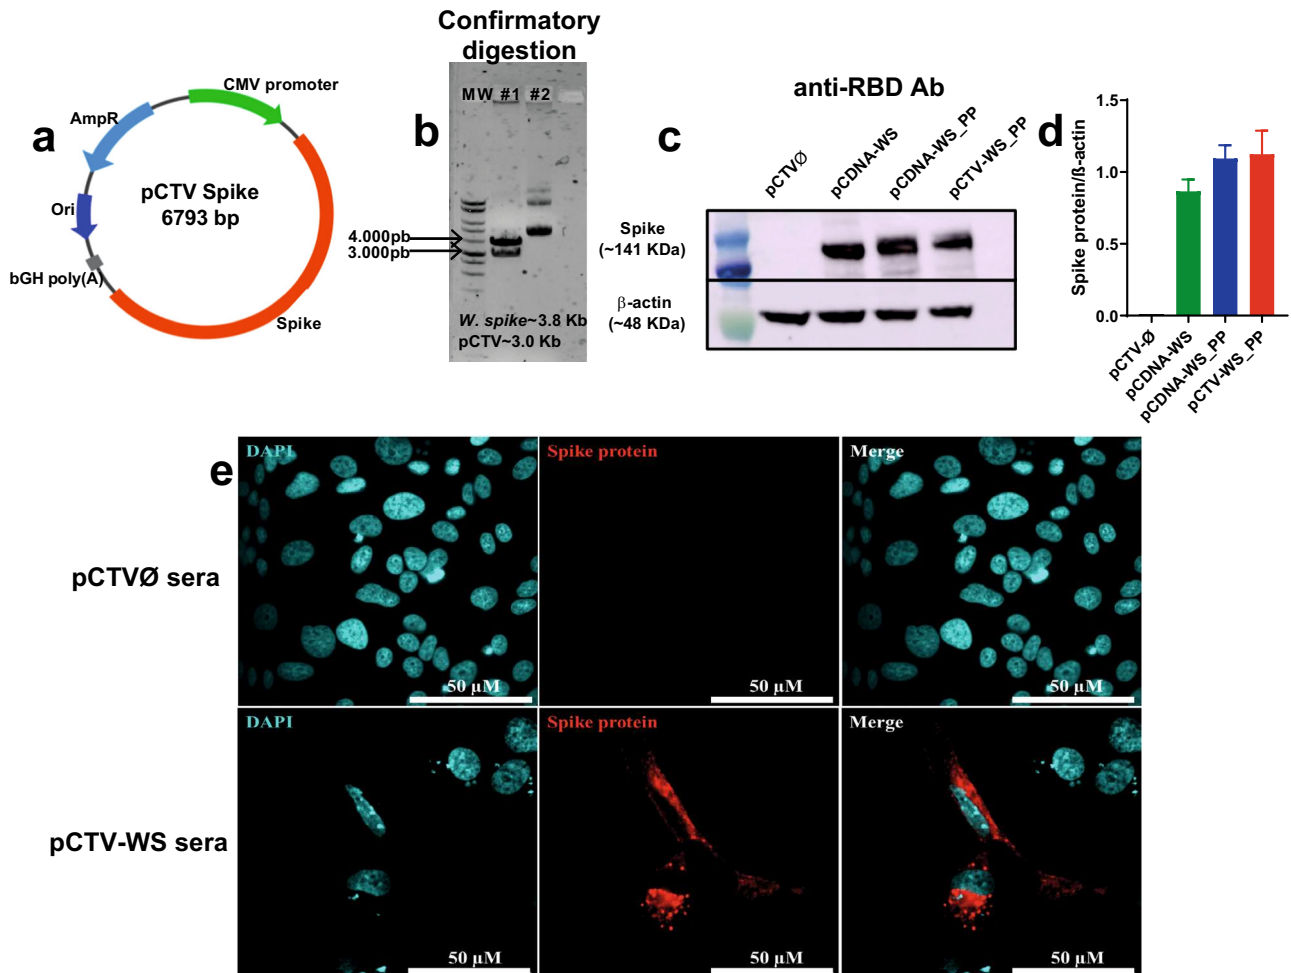 a
CMV promoter
AmpR
pCTV Spike
6793 bp
Ori
bGH poly(A)
Spike
Confirmatory
digestion
b
MW #1 #2
4.000pb
3.000pb
W. spike~3.8 Kb
pCTV~3.0 Kb
anti-RBD Ab
c
pCTVØ
pCDNA-WS
pCDNA-WS_PP
pCTV-WS_PP
Spike
(~141 KDa)
β-actin
(~48 KDa)
d
Spike protein/ß-actin
1.5
1.0
0.5
0.0
pCTV-Ø
pCDNA-WS
pCDNA-WS_PP
pCTV-WS_PP
e
DAPI
Spike protein
Merge
pCTVØ sera
50 µM
50 µM
50 µM
DAPI
Spike protein
Merge
pCTV-WS sera
50 µM
50 µM
50 µM